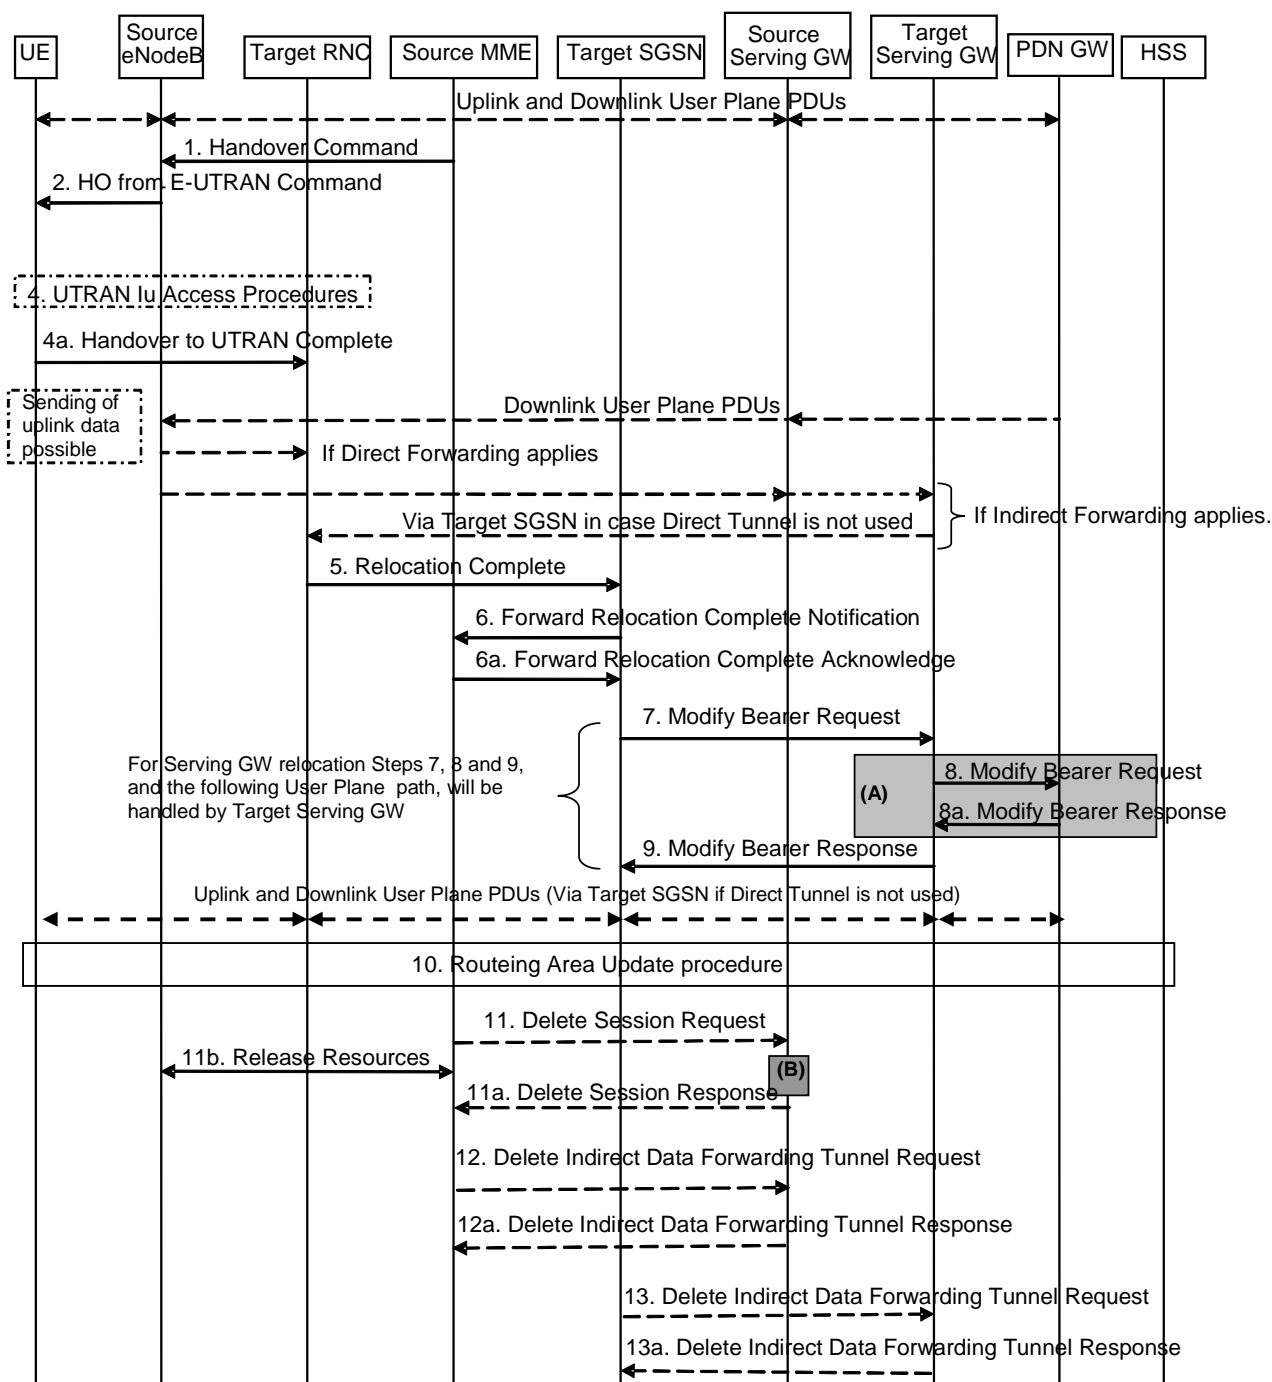 UE
Source
eNodeB
Target RNC
Source MME
Target SGSN
Source
Serving GW
Target
Serving GW
PDN GW
HSS
Uplink and Downlink User Plane PDUs
1. Handover Command
2. HO from E-UTRAN Command
4. UTRAN Iu Access Procedures
4a. Handover to UTRAN Complete
Sending of
uplink data
possible
Downlink User Plane PDUs
If Direct Forwarding applies
Via Target SGSN in case Direct Tunnel is not used
If Indirect Forwarding applies.
5. Relocation Complete
6. Forward Relocation Complete Notification
6a. Forward Relocation Complete Acknowledge
7. Modify Bearer Request
For Serving GW relocation Steps 7, 8 and 9,
and the following User Plane path, will be
handled by Target Serving GW
(A)
8. Modify Bearer Request
8a. Modify Bearer Response
9. Modify Bearer Response
Uplink and Downlink User Plane PDUs (Via Target SGSN if Direct Tunnel is not used)
10. Routeing Area Update procedure
11. Delete Session Request
11b. Release Resources
(B)
11a. Delete Session Response
12. Delete Indirect Data Forwarding Tunnel Request
12a. Delete Indirect Data Forwarding Tunnel Response
13. Delete Indirect Data Forwarding Tunnel Request
13a. Delete Indirect Data Forwarding Tunnel Response